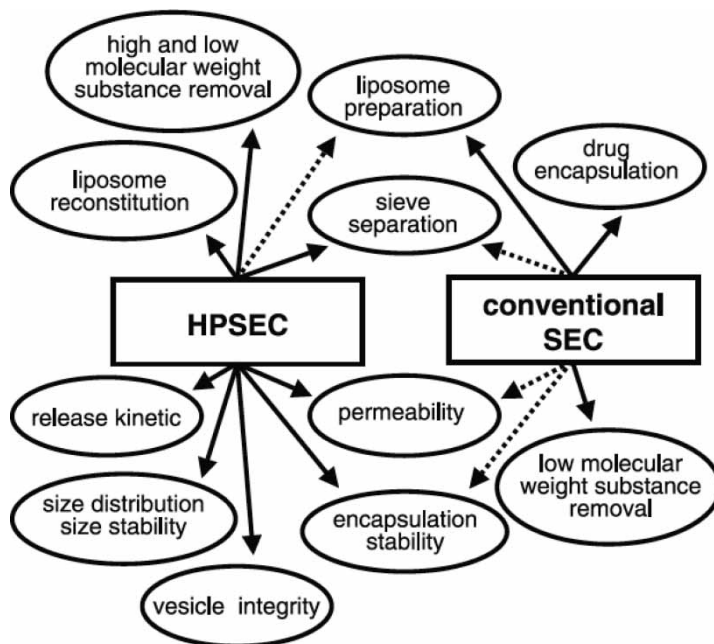 high and low
molecular weight
substance removal
liposome
preparation
drug
encapsulation
liposome
reconstitution
sieve
separation
HPSEC
conventional
SEC
release kinetic
permeability
low molecular
weight substance
removal
size distribution
size stability
encapsulation
stability
vesicle integrity